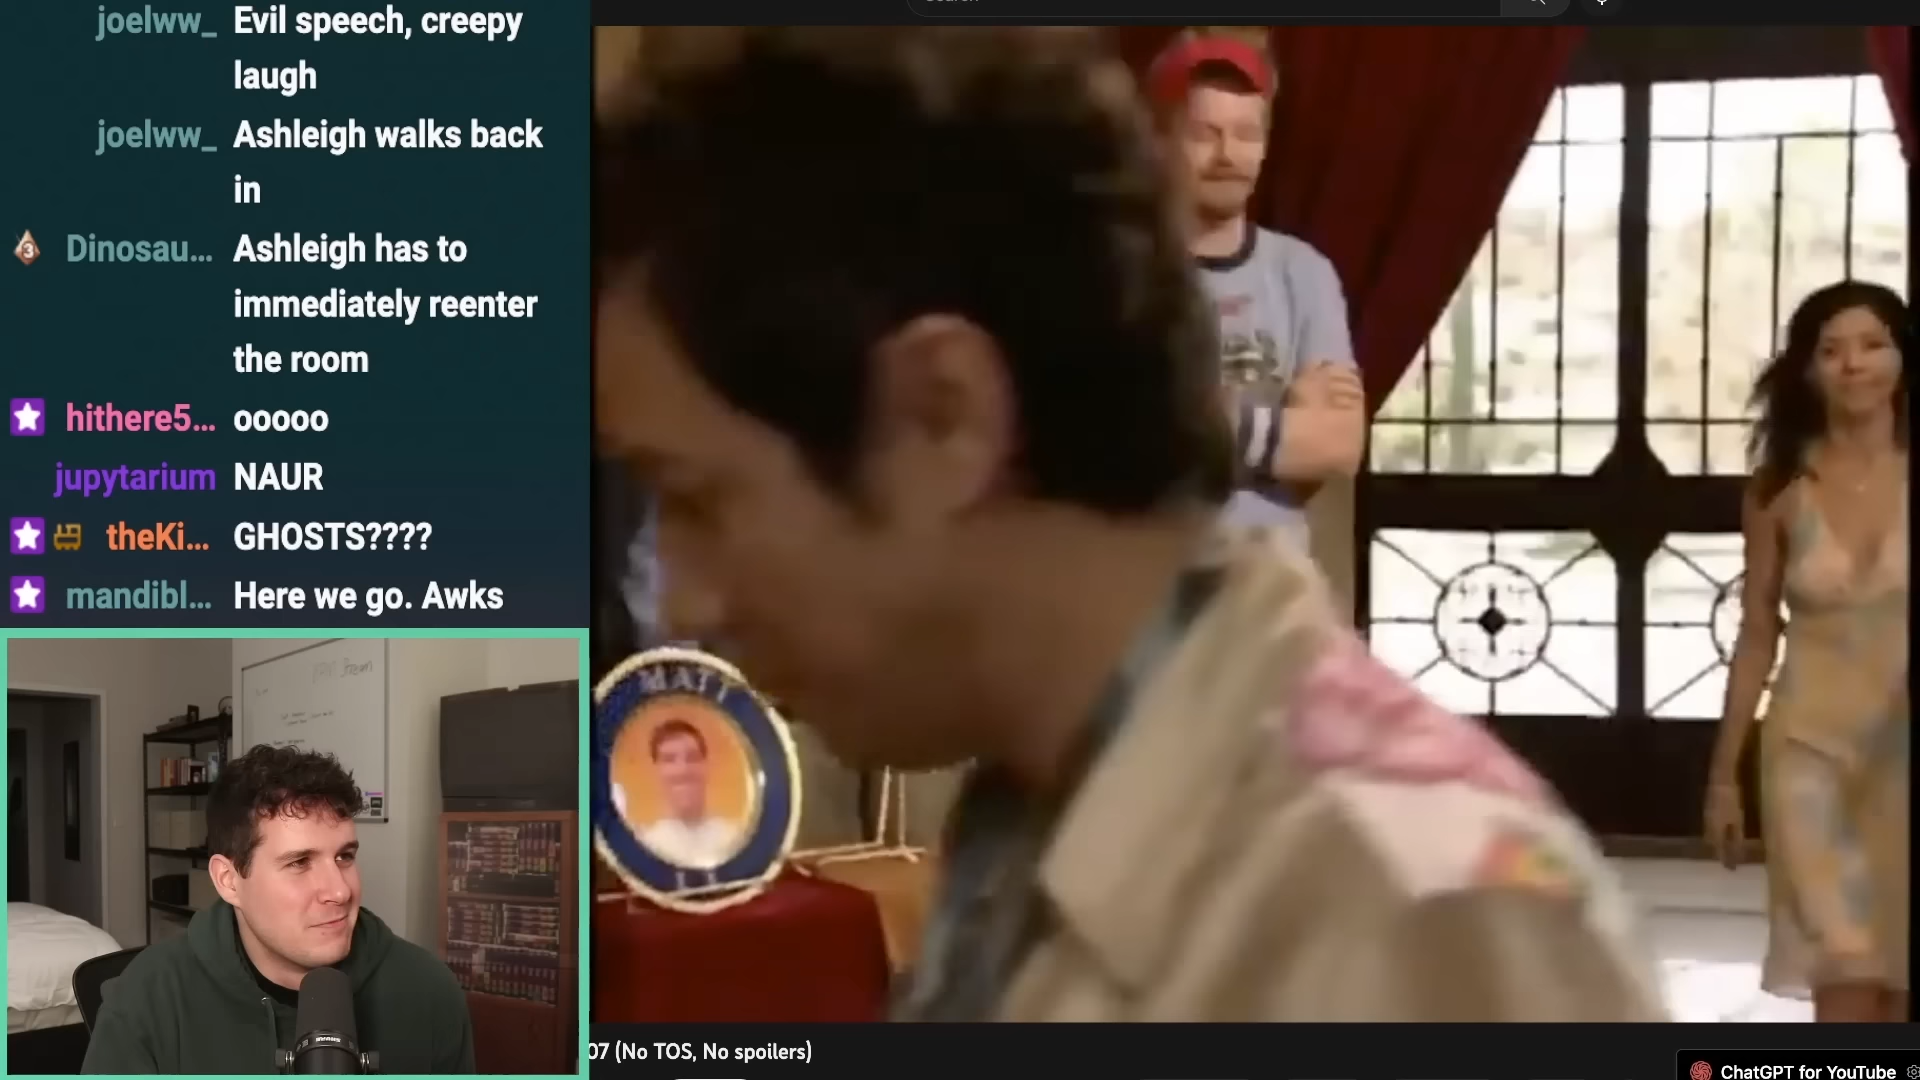 joelww_ Evil speech, creepy
laugh
joelww_ Ashleigh walks back
in
3 Dinosau... Ashleigh has to
immediately reenter
the room
hithere5... ooooo
jupytarium NAUR
theKi... GHOSTS????
mandibl... Here we go. Awks
Search
MATT
07 (No TOS, No spoilers)
ChatGPT for YouTube